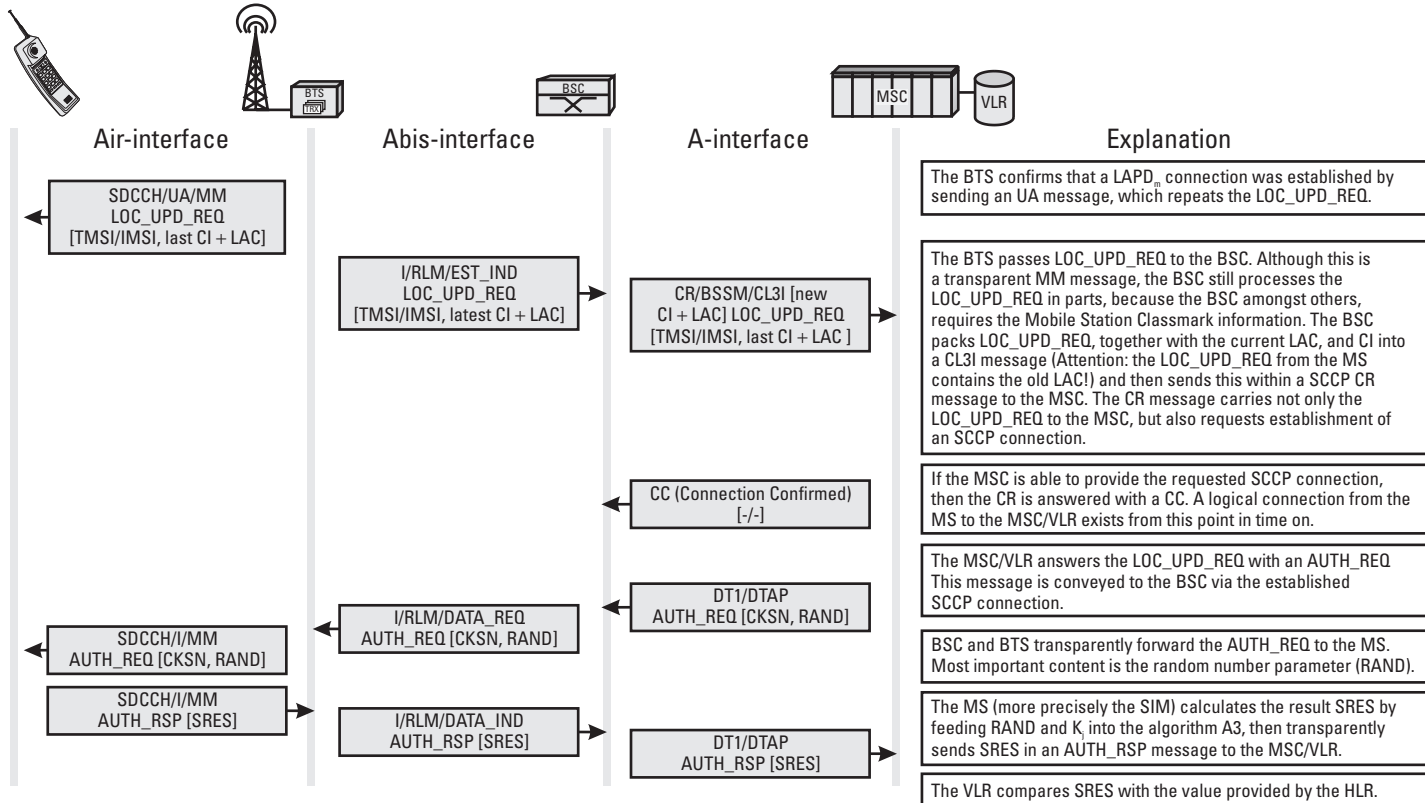 BTS
TRX
BSC
MSC
VLR
Air-interface
Abis-interface
A-interface
Explanation
SDCCH/UA/MM
LOC_UPD_REQ
[TMSI/IMSI, last CI + LAC]
The BTS confirms that a LAPDm connection was established by
sending an UA message, which repeats the LOC_UPD_REQ.
I/RLM/EST_IND
LOC_UPD_REQ
[TMSI/IMSI, latest CI + LAC]
CR/BSSM/CL3I [new
CI + LAC] LOC_UPD_REQ
[TMSI/IMSI, last CI + LAC ]
The BTS passes LOC_UPD_REQ to the BSC. Although this is
a transparent MM message, the BSC still processes the
LOC_UPD_REQ in parts, because the BSC amongst others,
requires the Mobile Station Classmark information. The BSC
packs LOC_UPD_REQ, together with the current LAC, and CI into
a CL3I message (Attention: the LOC_UPD_REQ from the MS
contains the old LAC!) and then sends this within a SCCP CR
message to the MSC. The CR message carries not only the
LOC_UPD_REQ to the MSC, but also requests establishment of
an SCCP connection.
CC (Connection Confirmed)
[-/-]
If the MSC is able to provide the requested SCCP connection,
then the CR is answered with a CC. A logical connection from the
MS to the MSC/VLR exists from this point in time on.
DT1/DTAP
AUTH_REQ [CKSN, RAND]
The MSC/VLR answers the LOC_UPD_REQ with an AUTH_REQ
This message is conveyed to the BSC via the established
SCCP connection.
I/RLM/DATA_REQ
AUTH_REQ [CKSN, RAND]
SDCCH/I/MM
AUTH_REQ [CKSN, RAND]
BSC and BTS transparently forward the AUTH_REQ to the MS.
Most important content is the random number parameter (RAND).
SDCCH/I/MM
AUTH_RSP [SRES]
I/RLM/DATA_IND
AUTH_RSP [SRES]
DT1/DTAP
AUTH_RSP [SRES]
The MS (more precisely the SIM) calculates the result SRES by
feeding RAND and Ki into the algorithm A3, then transparently
sends SRES in an AUTH_RSP message to the MSC/VLR.
The VLR compares SRES with the value provided by the HLR.